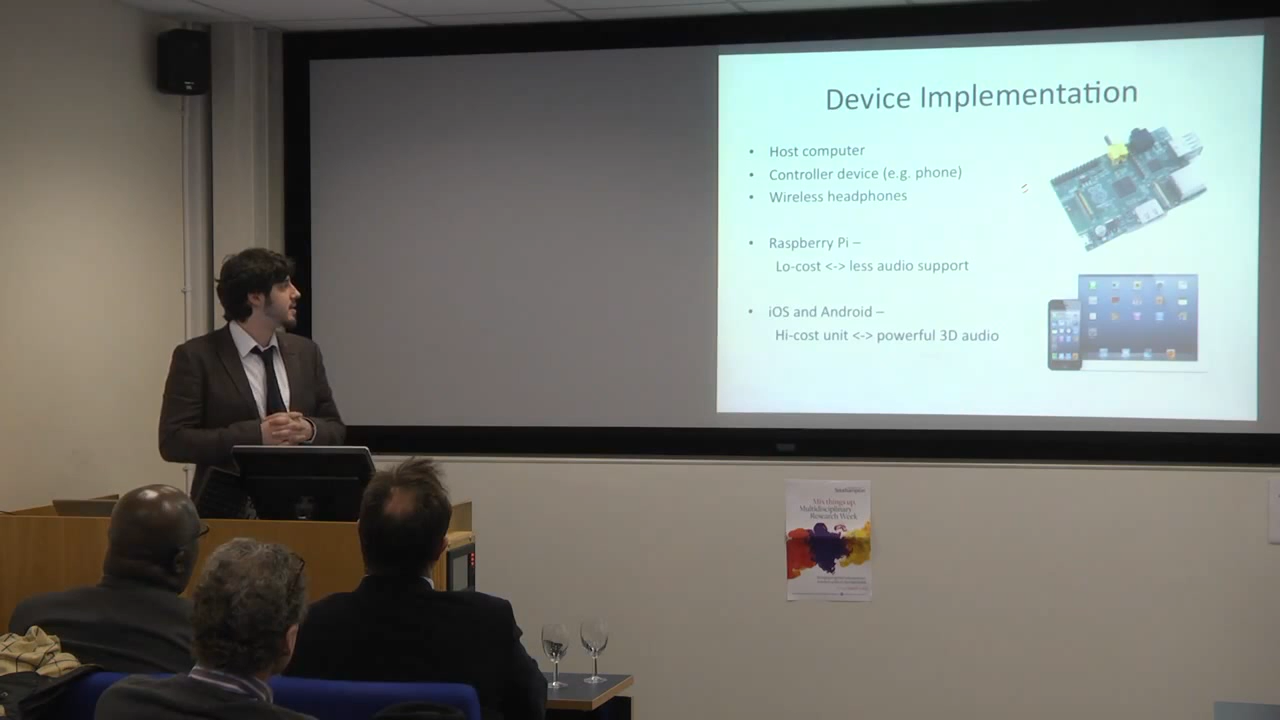 Device Implementation
• Host computer
• Controller device (e.g. phone)
• Wireless headphones
• Raspberry Pi –
Lo-cost <-> less audio support
• iOS and Android –
Hi-cost unit <-> powerful 3D audio
Mix things up,
Multidisciplinary
Research Week